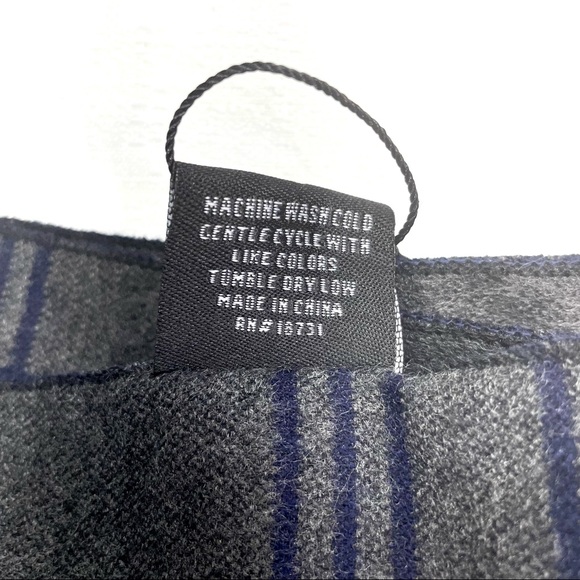 MACHINE WASH COLD
GENTLE CYCLE WITH
LIKE COLORS
TUMBLE DRY LOW
MADE IN CHINA
RN# 18731